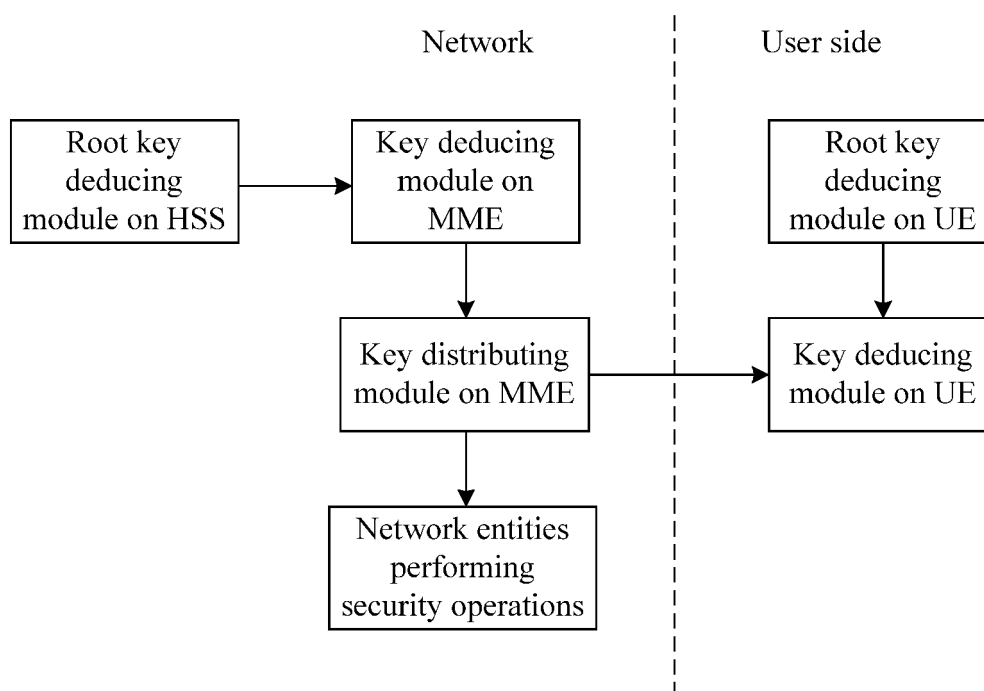 Network
User side
Root key
deducing
module on HSS
Key deducing
module on
MME
Root key
deducing
module on UE
Key distributing
module on MME
Key deducing
module on UE
Network entities
performing
security operations